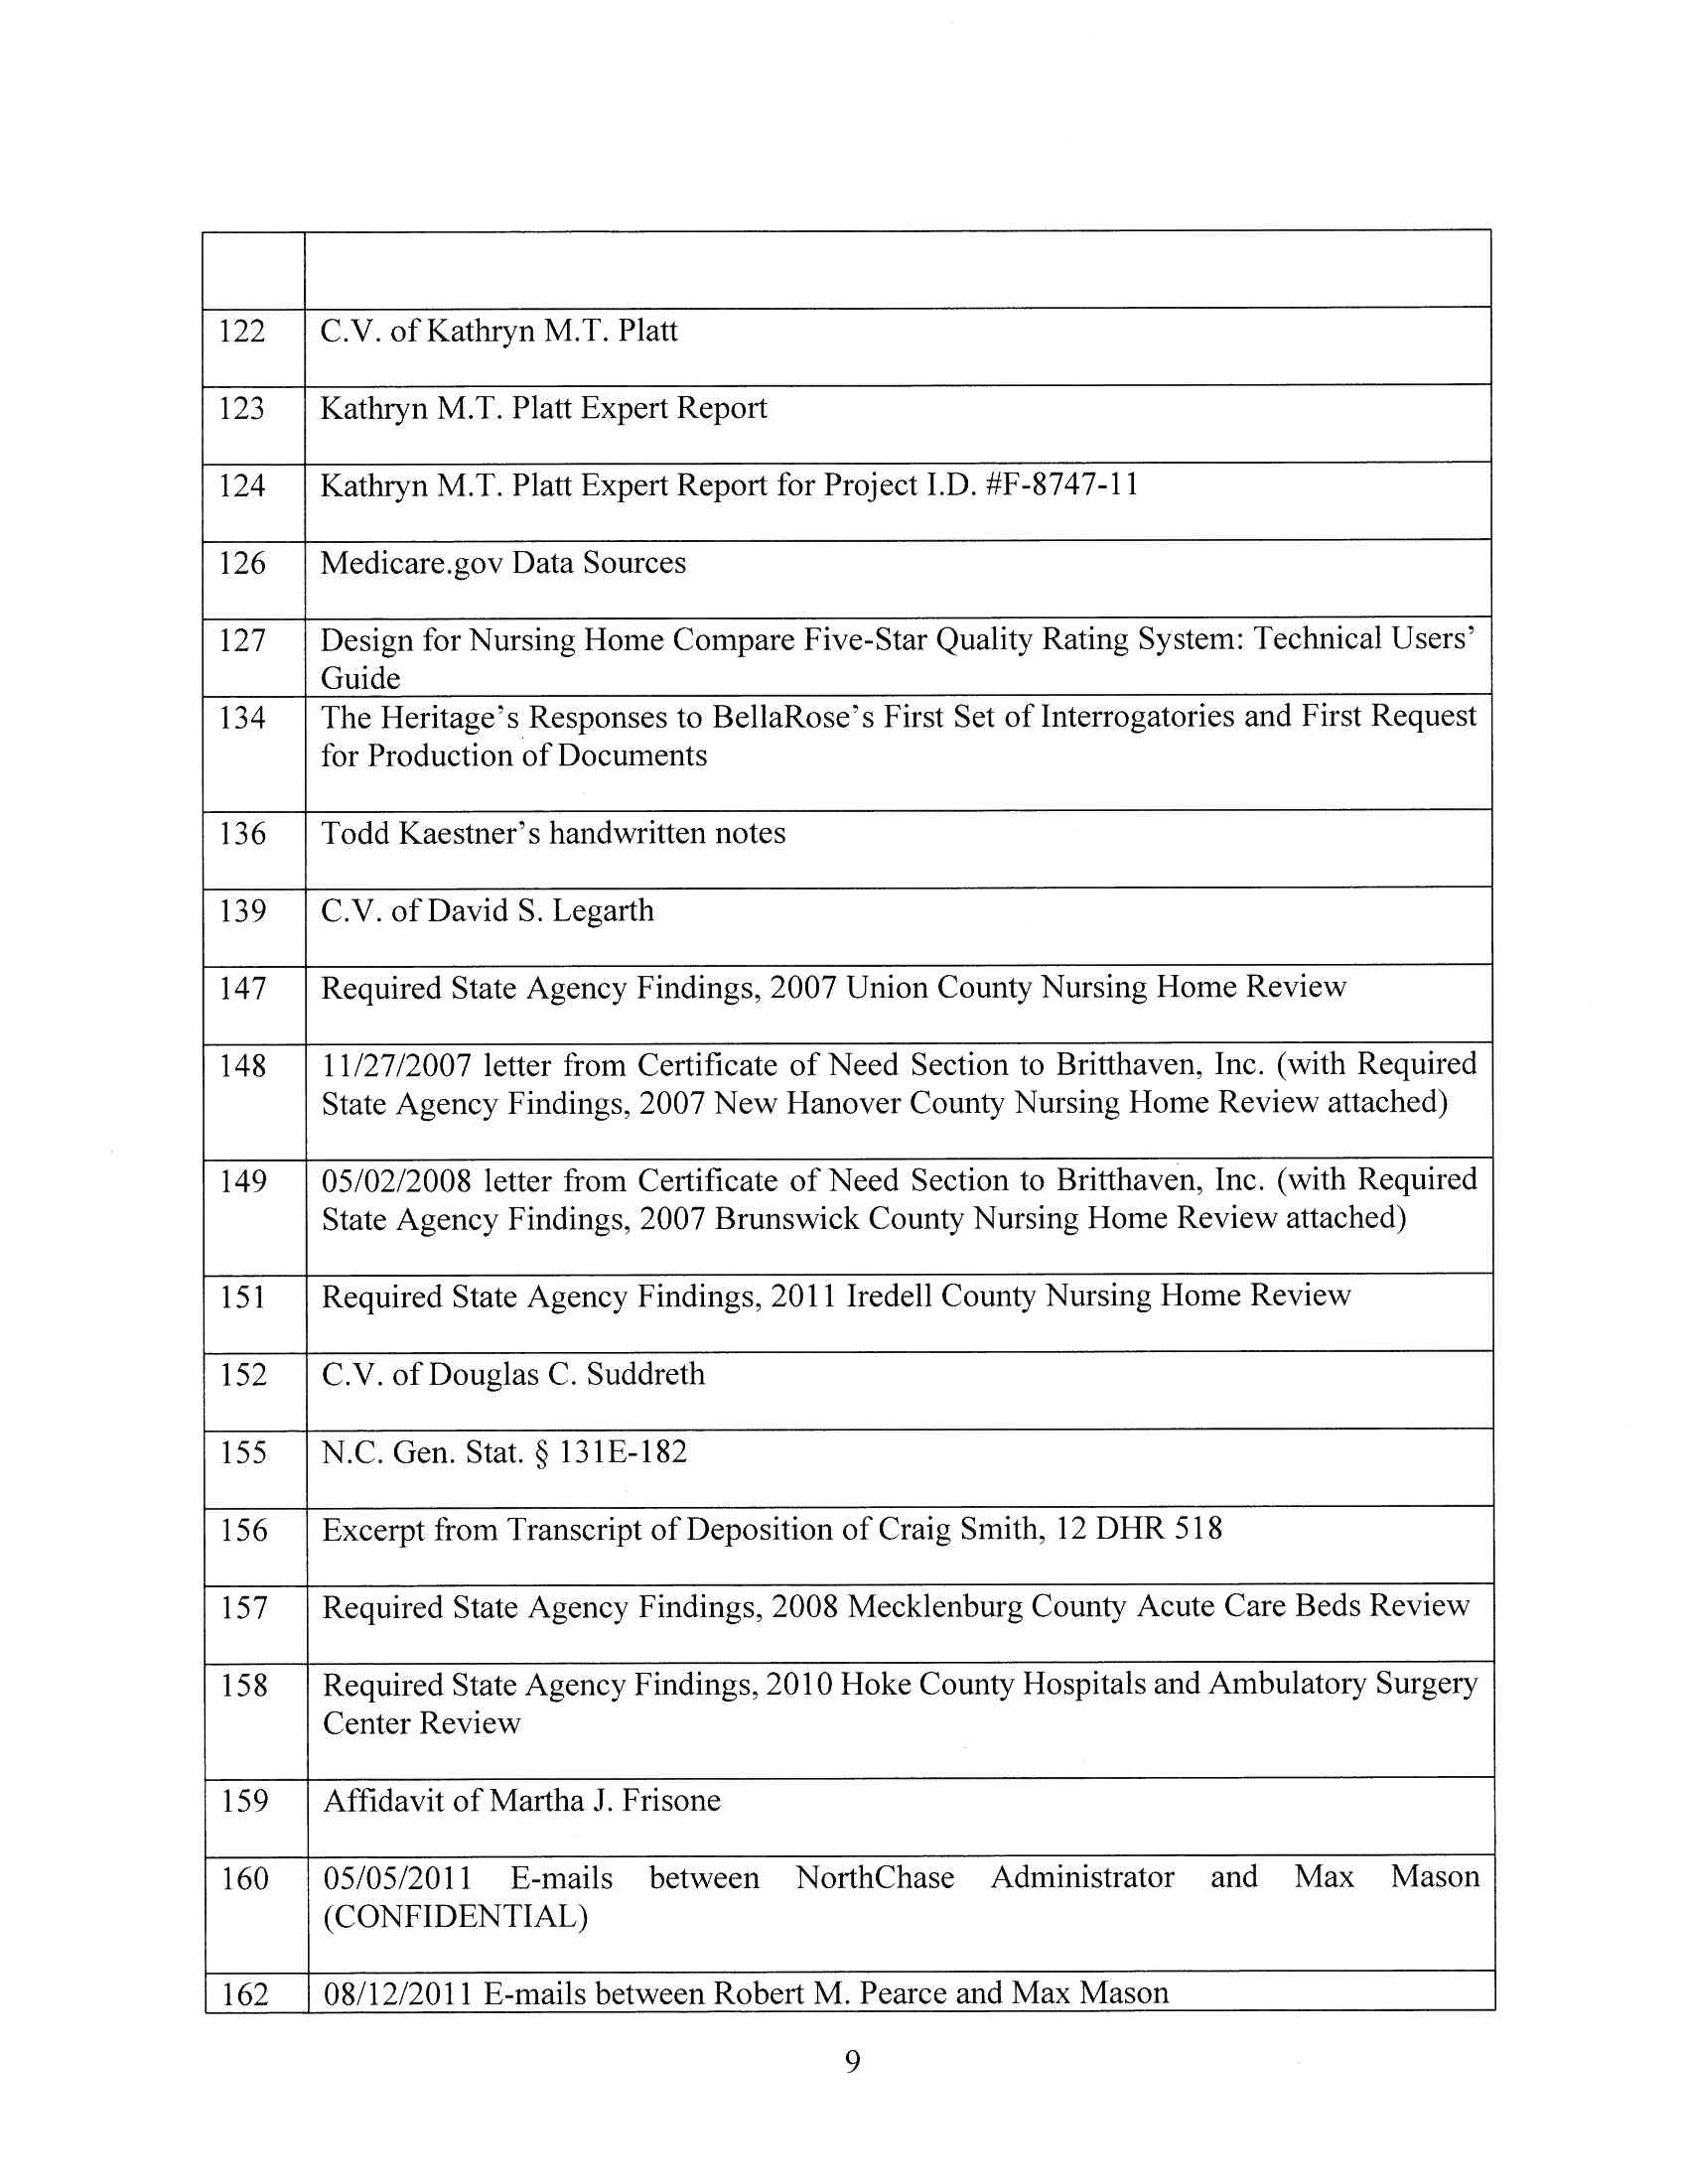 122 C.V. of Kathryn M.T. Platt
123 Kathryn M.T. Platt Expert Report
124 Kathryn M.T. Platt Expert Report for Project I.D. #F-8747-11
126 Medicare.gov Data Sources
127 Design for Nursing Home Compare Five-Star Quality Rating System: Technical Users’
Guide
134 The Heritage’s Responses to BellaRose’s First Set of Interrogatories and First Request
for Production of Documents
136 Todd Kaestner’s handwritten notes
139 C.V. of David S. Legarth
147 Required State Agency Findings, 2007 Union County Nursing Home Review
148 11/27/2007 letter from Certificate of Need Section to Britthaven, Inc. (with Required
State Agency Findings, 2007 New Hanover County Nursing Home Review attached)
149 05/02/2008 letter from Certificate of Need Section to Britthaven, Inc. (with Required
State Agency Findings, 2007 Brunswick County Nursing Home Review attached)
151 Required State Agency Findings, 2011 Iredell County Nursing Home Review
152 C.V. of Douglas C. Suddreth
155 N.C. Gen. Stat. § 131E-182
156 Excerpt from Transcript of Deposition of Craig Smith, 12 DHR 518
157 Required State Agency Findings, 2008 Mecklenburg County Acute Care Beds Review
158 Required State Agency Findings, 2010 Hoke County Hospitals and Ambulatory Surgery
Center Review
159 Affidavit of Martha J. Frisone
160 05/05/2011 E-mails between NorthChase Administrator and Max Mason
(CONFIDENTIAL)
162 08/12/2011 E-mails between Robert M. Pearce and Max Mason
9